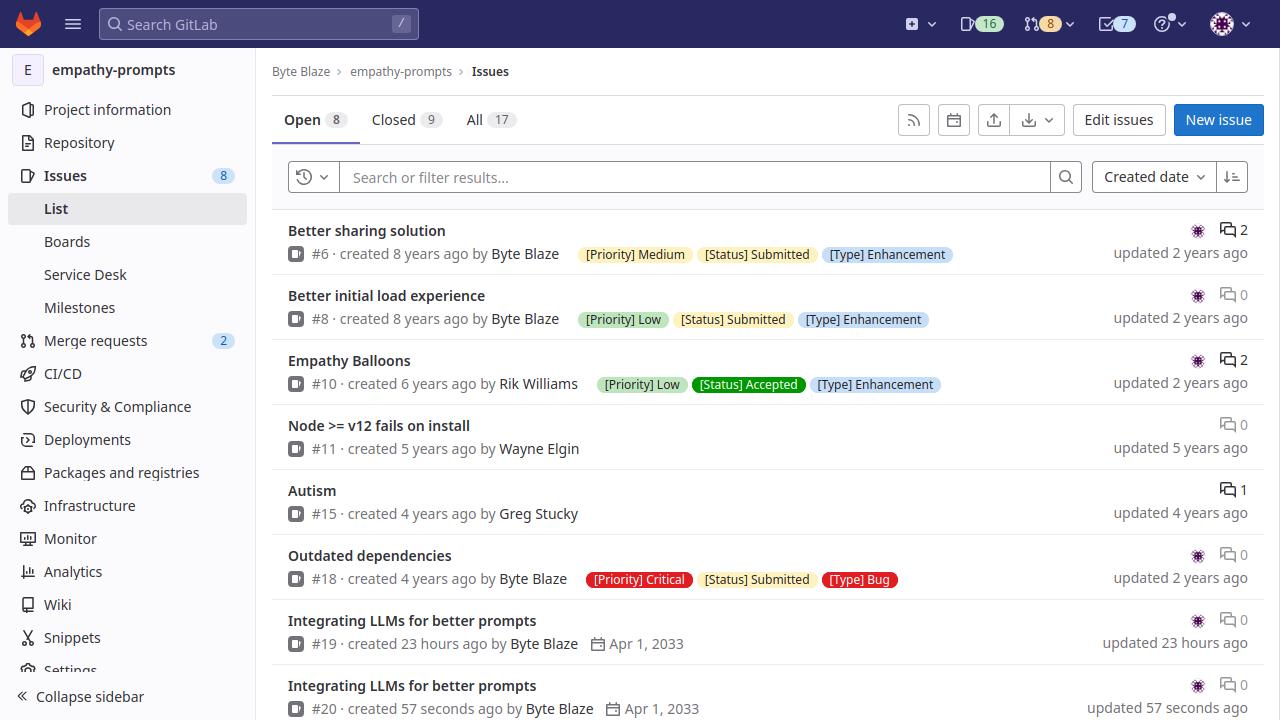 Search GitLab /
16
8
7
E empathy-prompts
Project information
Repository
Issues 8
List
Boards
Service Desk
Milestones
Merge requests 2
CI/CD
Security & Compliance
Deployments
Packages and registries
Infrastructure
Monitor
Analytics
Wiki
Snippets
Settings
Collapse sidebar
Byte Blaze > empathy-prompts > Issues
Open 8 Closed 9 All 17
Edit issues New issue
Search or filter results...
Created date
Better sharing solution 2
#6 · created 8 years ago by Byte Blaze [Priority] Medium [Status] Submitted [Type] Enhancement updated 2 years ago
Better initial load experience 0
#8 · created 8 years ago by Byte Blaze [Priority] Low [Status] Submitted [Type] Enhancement updated 2 years ago
Empathy Balloons 2
#10 · created 6 years ago by Rik Williams [Priority] Low [Status] Accepted [Type] Enhancement updated 2 years ago
Node >= v12 fails on install 0
#11 · created 5 years ago by Wayne Elgin updated 5 years ago
Autism 1
#15 · created 4 years ago by Greg Stucky updated 4 years ago
Outdated dependencies 0
#18 · created 4 years ago by Byte Blaze [Priority] Critical [Status] Submitted [Type] Bug updated 2 years ago
Integrating LLMs for better prompts 0
#19 · created 23 hours ago by Byte Blaze Apr 1, 2033 updated 23 hours ago
Integrating LLMs for better prompts 0
#20 · created 57 seconds ago by Byte Blaze Apr 1, 2033 updated 57 seconds ago